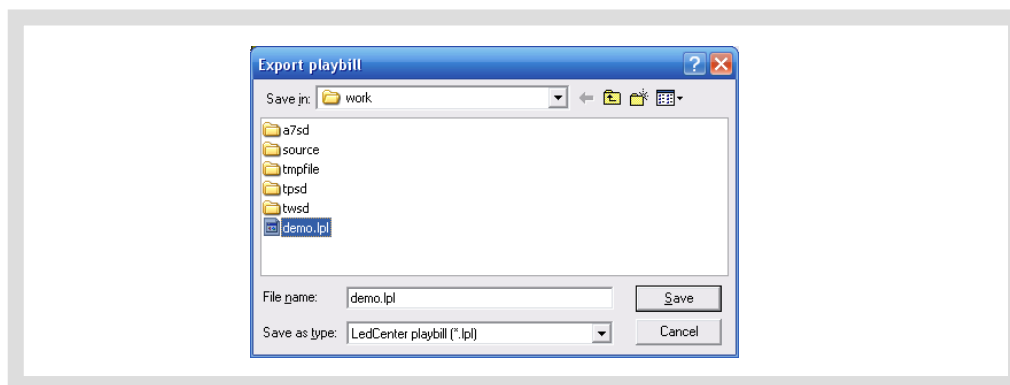 Export playbill
Save in: work
a7sd
source
tmpfile
tpsd
twsd
demo.lpl
File name: demo.lpl Save
Save as type: LedCenter playbill (*.lpl) Cancel